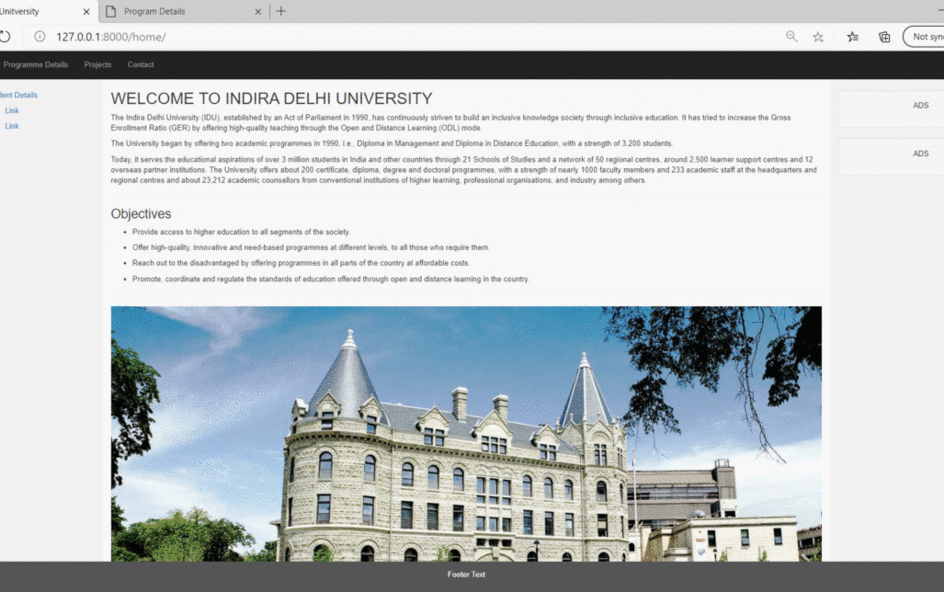 Unitversity
Program Details
127.0.0.1:8000/home/
Not syn
Programme Details Projects Contact
dent Details
Link
Link
WELCOME TO INDIRA DELHI UNIVERSITY
The Indira Delhi University (IDU), established by an Act of Parliament in 1990, has continuously striven to build an inclusive knowledge society through inclusive education. It has tried to increase the Gross
Enrollment Ratio (GER) by offering high-quality teaching through the Open and Distance Learning (ODL) mode.
The University began by offering two academic programmes in 1990, i.e., Diploma in Management and Diploma in Distance Education, with a strength of 3,200 students.
Today, it serves the educational aspirations of over 3 million students in India and other countries through 21 Schools of Studies and a network of 50 regional centres, around 2,500 learner support centres and 12
overseas partner institutions. The University offers about 200 certificate, diploma, degree and doctoral programmes, with a strength of nearly 1000 faculty members and 233 academic staff at the headquarters and
regional centres and about 23,212 academic counsellors from conventional institutions of higher learning, professional organisations, and industry among others.
Objectives
Provide access to higher education to all segments of the society.
Offer high-quality, innovative and need-based programmes at different levels, to all those who require them.
Reach out to the disadvantaged by offering programmes in all parts of the country at affordable costs.
Promote, coordinate and regulate the standards of education offered through open and distance learning in the country.
ADS
ADS
Footer Text